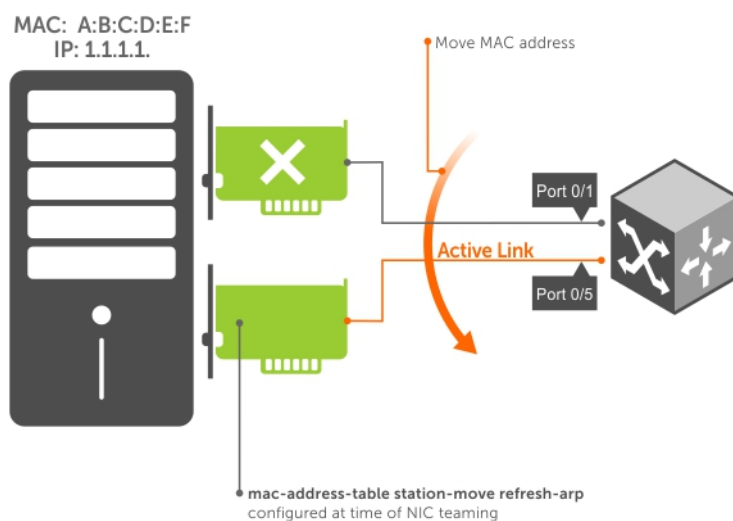 MAC: A:B:C:D:E:F
IP: 1.1.1.1.
Move MAC address
Port 0/1
Active Link
Port 0/5
mac-address-table station-move refresh-arp
configured at time of NIC teaming